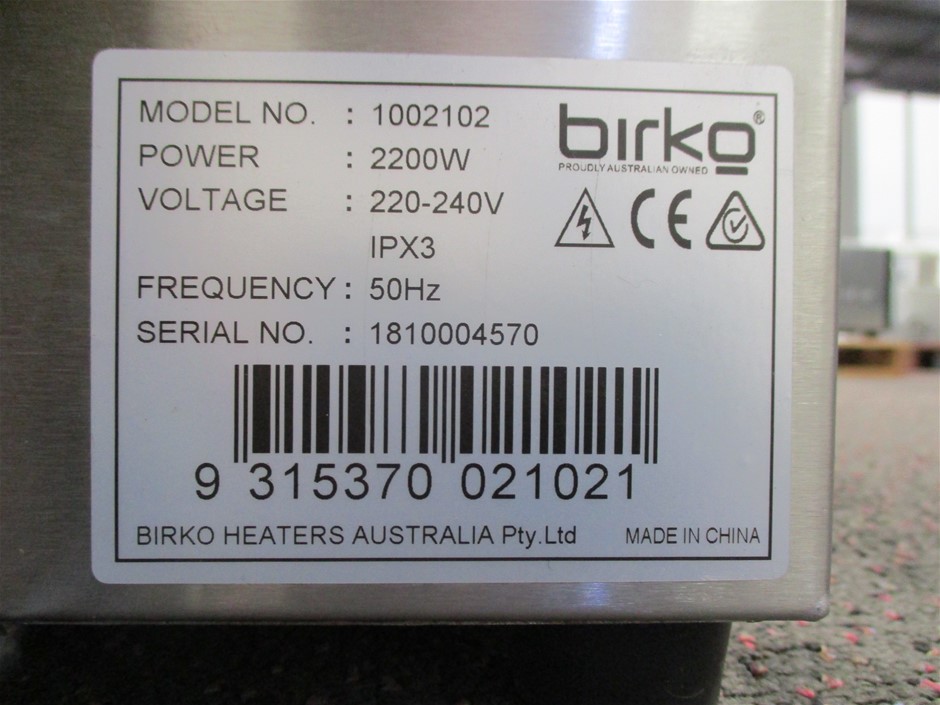 MODEL NO. : 1002102
birko®
POWER : 2200W
PROUDLY AUSTRALIAN OWNED
VOLTAGE : 220-240V
CE
IPX3
FREQUENCY : 50Hz
SERIAL NO. : 1810004570
9 315370 021021
BIRKO HEATERS AUSTRALIA Pty.Ltd MADE IN CHINA